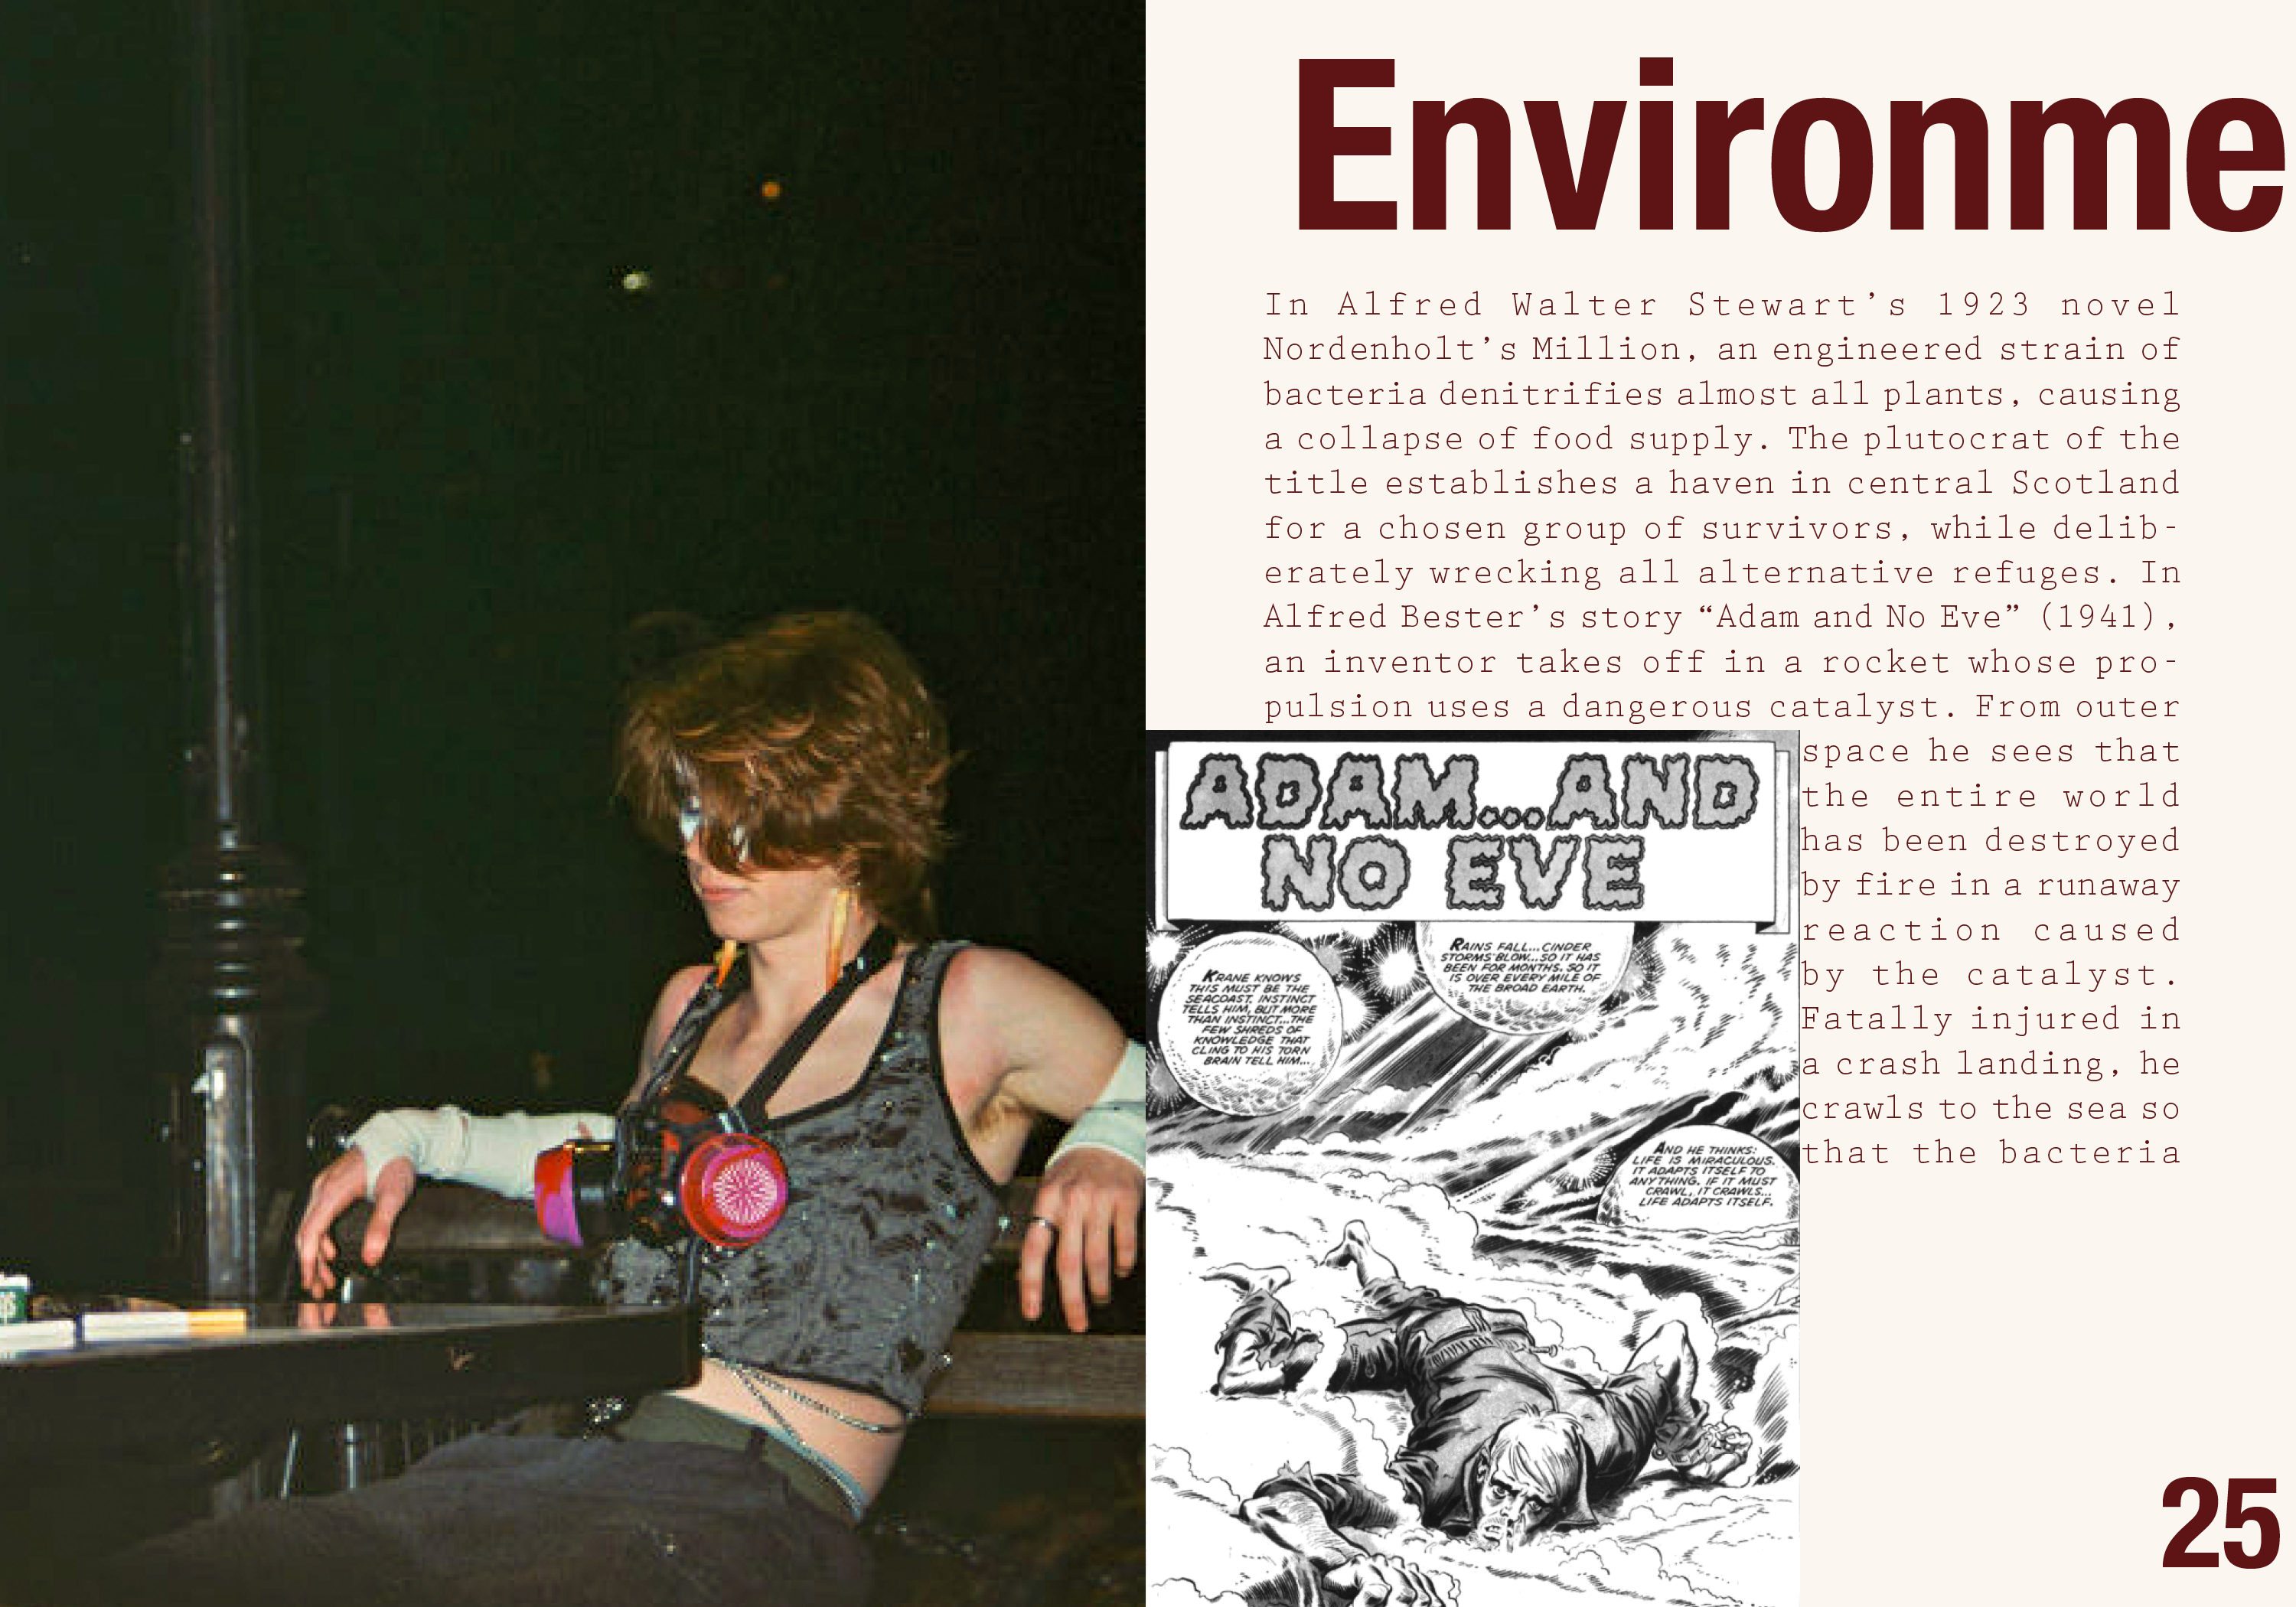 Environme
In Alfred Walter Stewart’s 1923 novel
Nordenholt’s Million, an engineered strain of
bacteria denitrifies almost all plants, causing
a collapse of food supply. The plutocrat of the
title establishes a haven in central Scotland
for a chosen group of survivors, while delib-
erately wrecking all alternative refuges. In
Alfred Bester’s story “Adam and No Eve” (1941),
an inventor takes off in a rocket whose pro-
pulsion uses a dangerous catalyst. From outer
space he sees that
the entire world
has been destroyed
by fire in a runaway
reaction caused
by the catalyst.
Fatally injured in
a crash landing, he
crawls to the sea so
that the bacteria
ADAM...AND
NO EVE
KRANE KNOWS
THIS MUST BE THE
SEACOAST. INSTINCT
TELLS HIM, BUT MORE
THAN INSTINCT...THE
FEW SHREDS OF
KNOWLEDGE THAT
CLING TO HIS TORN
BRAIN TELL HIM...
RAINS FALL...CINDER
STORMS BLOW...SO IT HAS
BEEN FOR MONTHS. SO IT
IS OVER EVERY MILE OF
THE BROAD EARTH.
AND HE THINKS:
LIFE IS MIRACULOUS.
IT ADAPTS ITSELF TO
ANYTHING. IF IT MUST
CRAWL, IT CRAWLS...
LIFE ADAPTS ITSELF.
25